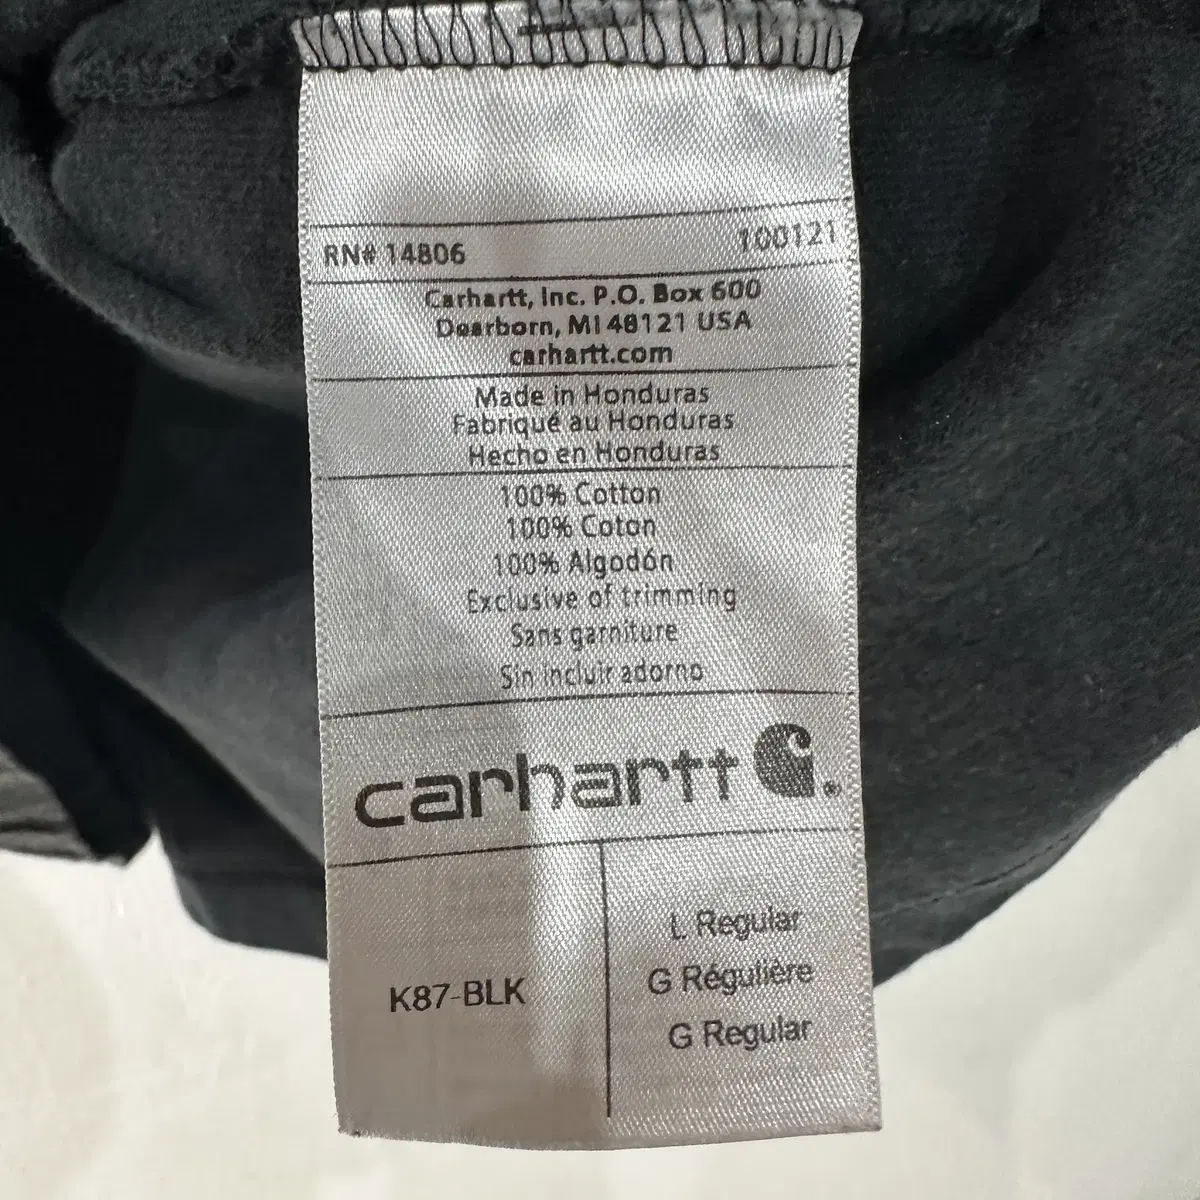 RN# 14806 100121
Carhartt, Inc. P.O. Box 600
Dearborn, MI 48121 USA
carhartt.com
Made in Honduras
Fabriqué au Honduras
Hecho en Honduras
100% Cotton
100% Coton
100% Algodón
Exclusive of trimming
Sans garniture
Sin incluir adorno
carhartt
K87-BLK
L Regular
G Régulière
G Regular